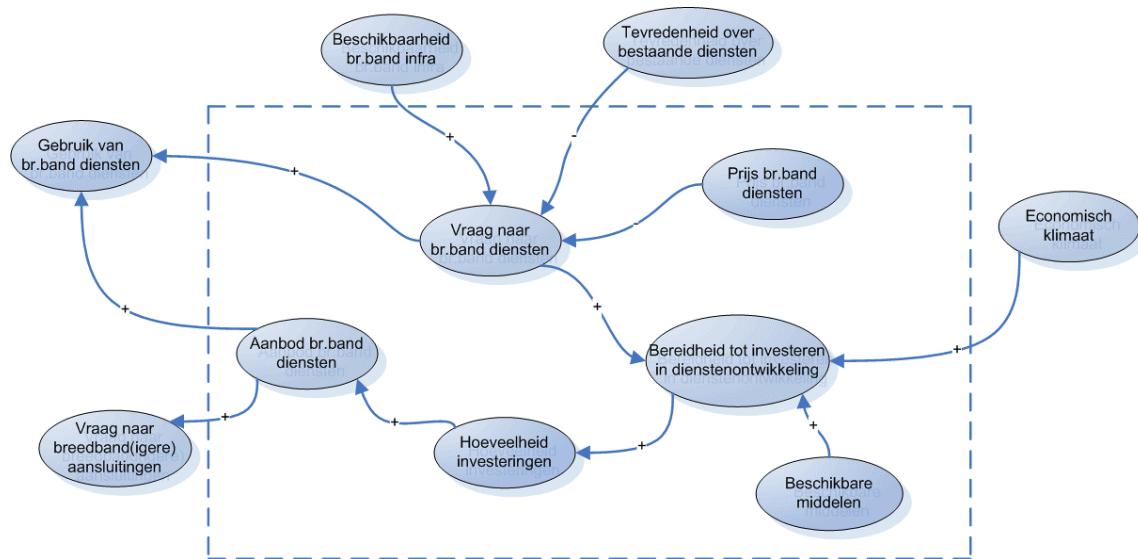 Beschikbaarheid
br.band infra
Tevredenheid over
bestaande diensten
+
-
Gebruik van
br.band diensten
+
Prijs br.band
diensten
-
Vraag naar
br.band diensten
Economisch
klimaat
+
+
Aanbod br.band
diensten
Bereidheid tot investeren
in dienstenontwikkeling
+
+
+
Vraag naar
breedband(igere)
aansluitingen
Hoeveelheid
investeringen
+
+
Beschikbare
middelen